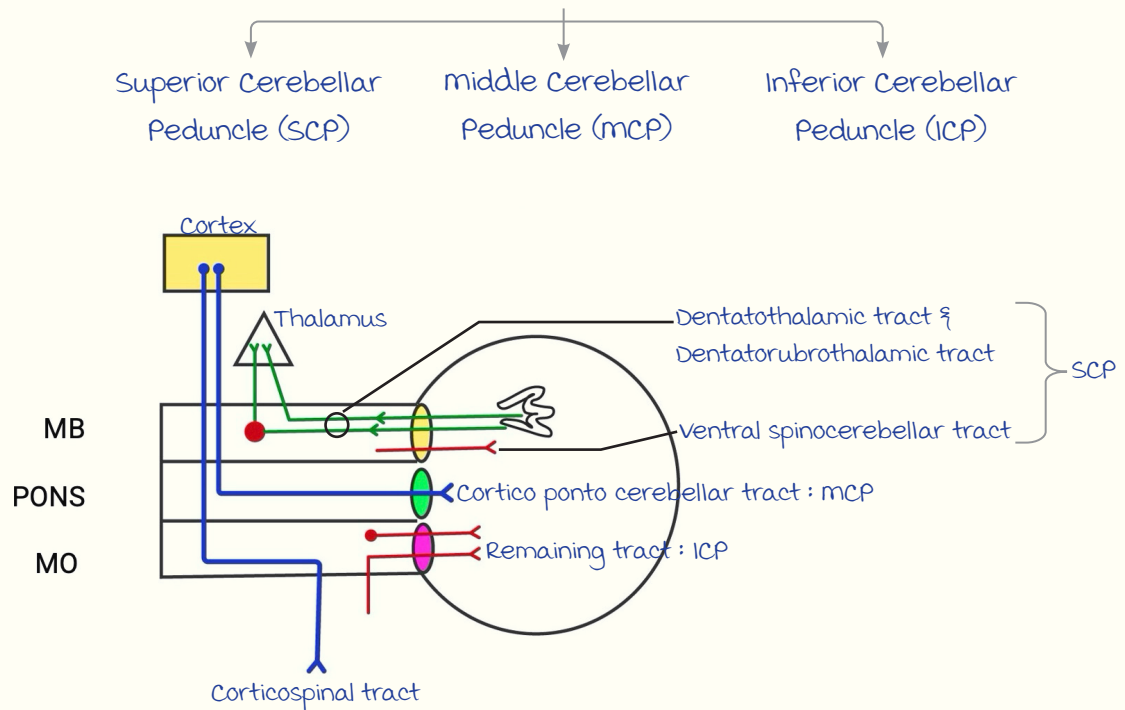 Superior Cerebellar
Peduncle (SCP)
middle Cerebellar
Peduncle (mCP)
Inferior Cerebellar
Peduncle (ICP)
Cortex
Thalamus
Dentatothalamic tract &
Dentatorubrothalamic tract
SCP
MB
Ventral spinocerebellar tract
PONS
Cortico ponto cerebellar tract : mCP
MO
Remaining tract : ICP
Corticospinal tract